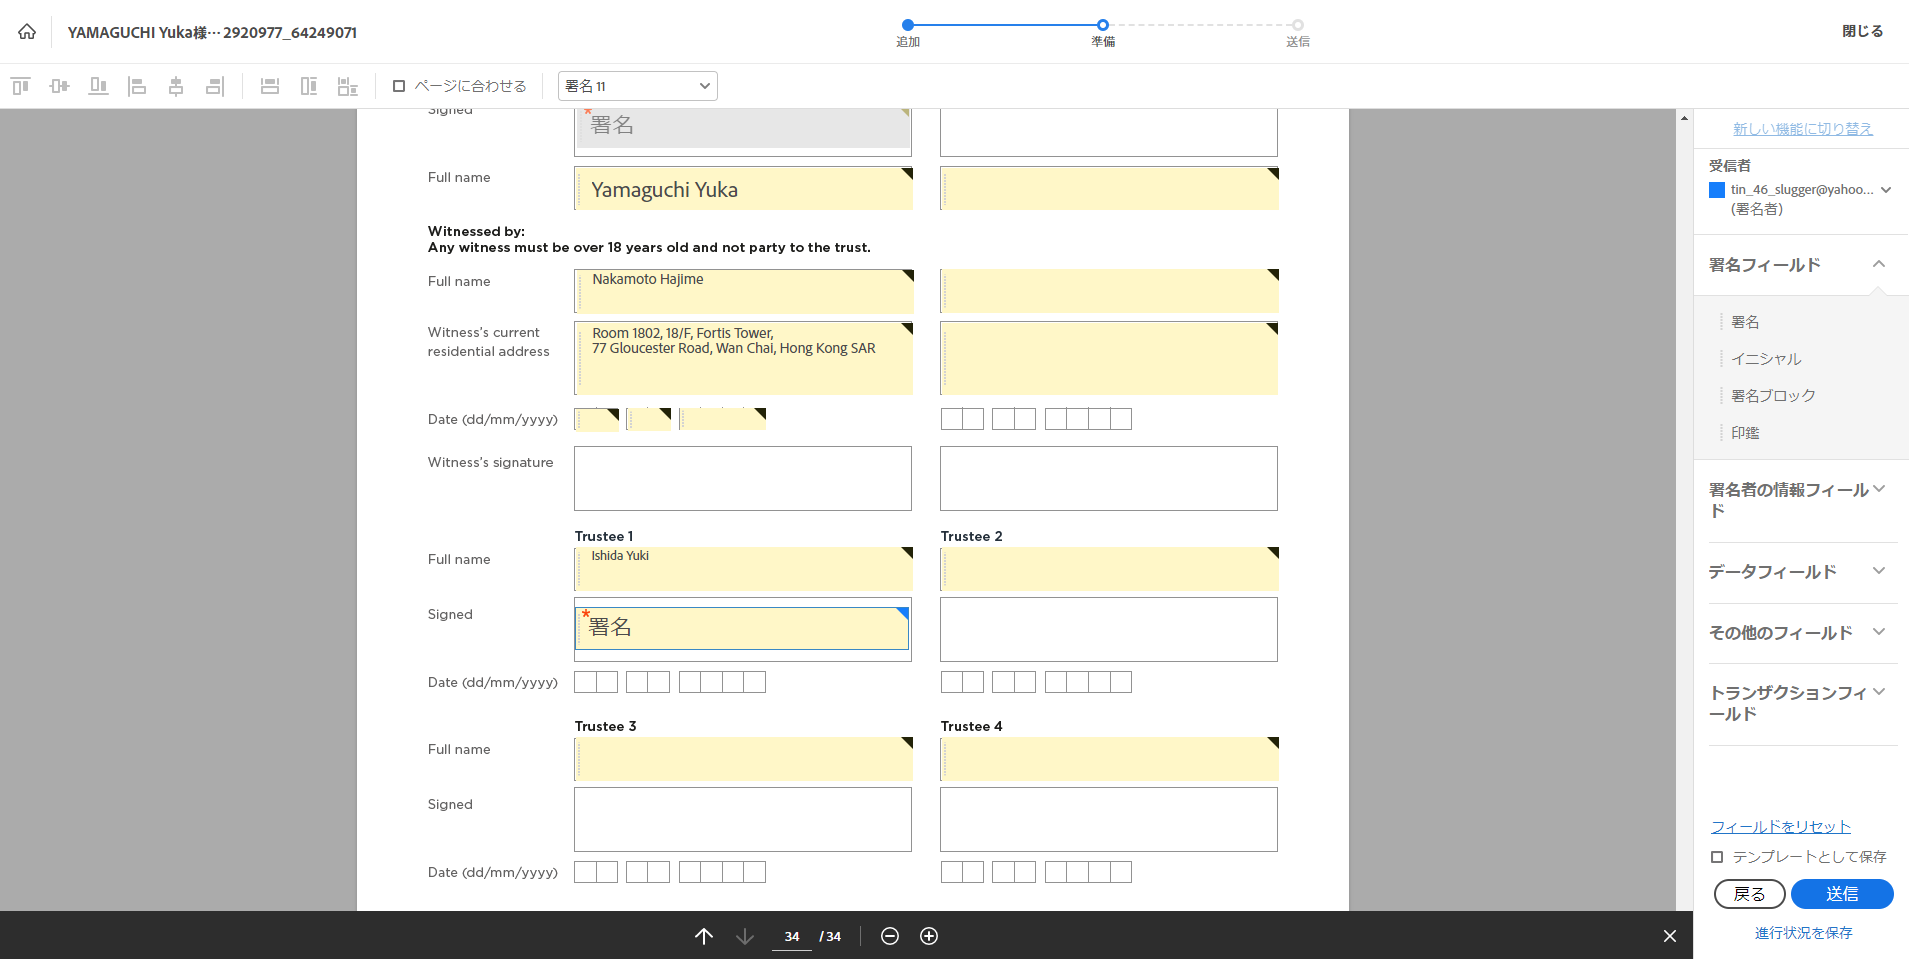 YAMAGUCHI Yuka様… 2920977_64249071
追加
準備
送信
閉じる
ページに合わせる
署名 11
新しい機能に切り替え
受信者
tin_46_slugger@yahoo...
(署名者)
署名フィールド
署名
イニシャル
署名ブロック
印鑑
署名者の情報フィールド
データフィールド
その他のフィールド
トランザクションフィールド
フィールドをリセット
テンプレートとして保存
戻る
送信
進行状況を保存
Signed
*署名
Full name
Yamaguchi Yuka
Witnessed by:
Any witness must be over 18 years old and not party to the trust.
Full name
Nakamoto Hajime
Witness's current
residential address
Room 1802, 18/F, Fortis Tower,
77 Gloucester Road, Wan Chai, Hong Kong SAR
Date (dd/mm/yyyy)
Witness's signature
Trustee 1
Trustee 2
Full name
Ishida Yuki
Signed
*署名
Date (dd/mm/yyyy)
Trustee 3
Trustee 4
Full name
Signed
Date (dd/mm/yyyy)
34 / 34